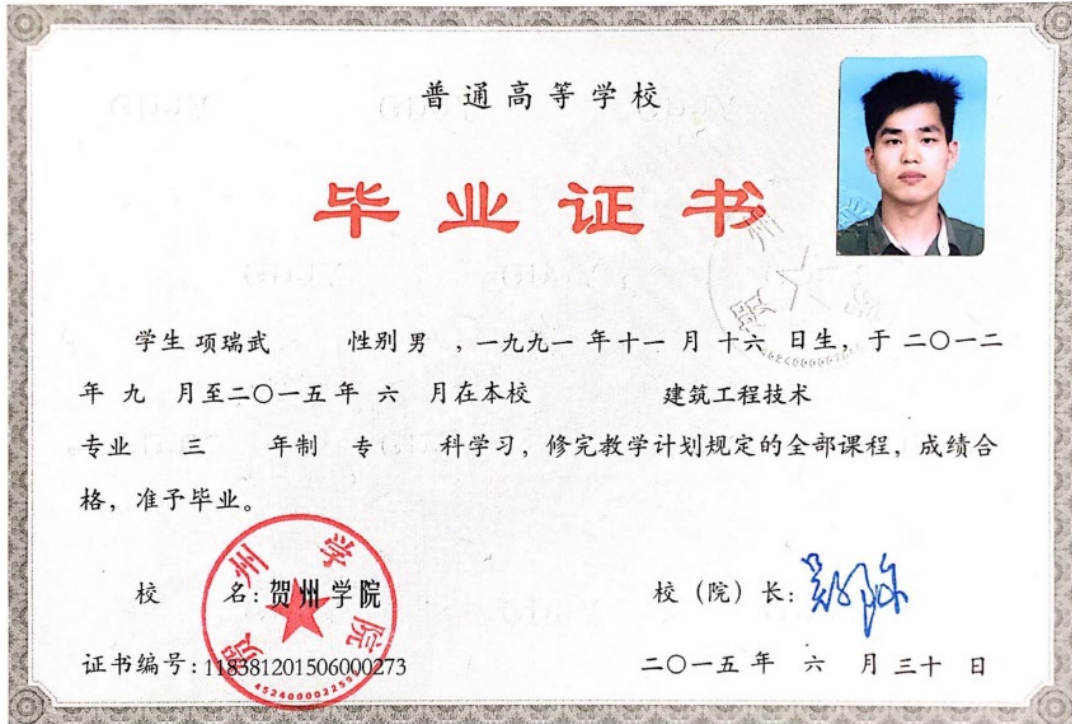 普通高等学校
毕业证书
学生 项瑞武 性别 男 ，一九九一 年 十一 月 十六 日生，于 二〇一二
年 九 月至 二〇一五 年 六 月在本校 建筑工程技术
专业 三 年制 专 科学习，修完教学计划规定的全部课程，成绩合
格，准予毕业。
校 名：贺州学院
校（院）长：
证书编号：118381201506000273
二〇一五 年 六 月 三十 日
贺州学院